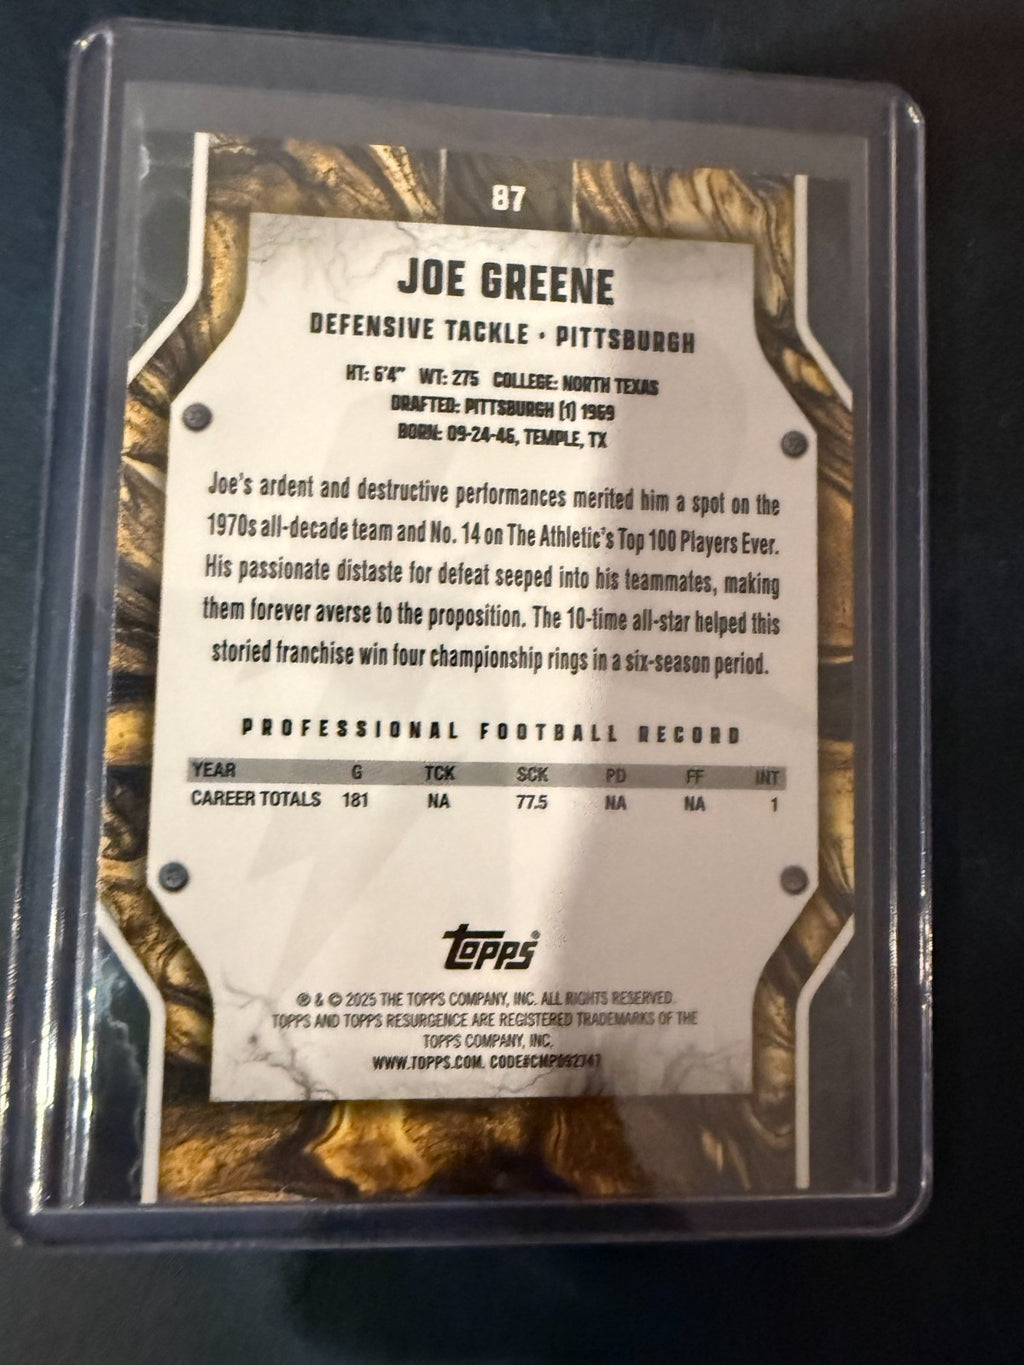 87
JOE GREENE
DEFENSIVE TACKLE • PITTSBURGH
HT: 6'4" WT: 275 COLLEGE: NORTH TEXAS
DRAFTED: PITTSBURGH (1) 1969
BORN: 09-24-46, TEMPLE, TX
Joe's ardent and destructive performances merited him a spot on the
1970s all-decade team and No. 14 on The Athletic's Top 100 Players Ever.
His passionate distaste for defeat seeped into his teammates, making
them forever averse to the proposition. The 10-time all-star helped this
storied franchise win four championship rings in a six-season period.
PROFESSIONAL FOOTBALL RECORD
YEAR G TCK SCK PD FF INT
CAREER TOTALS 181 NA 77.5 NA NA 1
Topps®
® & © 2025 THE TOPPS COMPANY, INC. ALL RIGHTS RESERVED.
TOPPS AND TOPPS RESURGENCE ARE REGISTERED TRADEMARKS OF THE
TOPPS COMPANY, INC.
WWW.TOPPS.COM. CODE#CMP092747